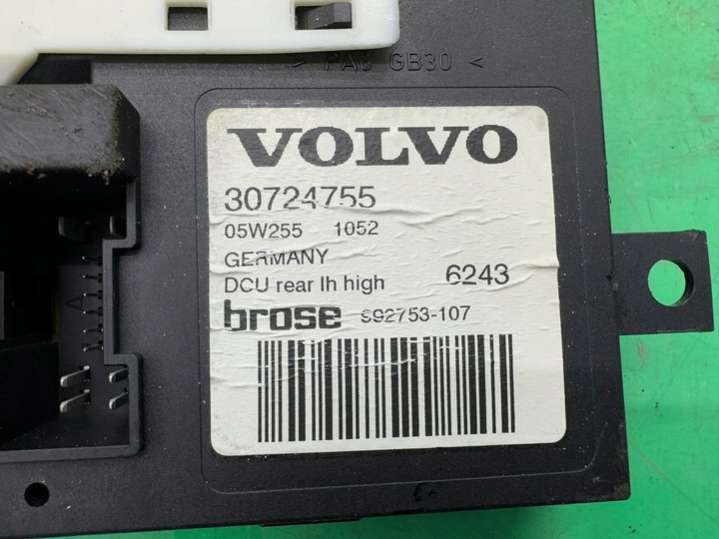 > PA6 GB30 <
VOLVO
30724755
05W255 1052
GERMANY
DCU rear lh high 6243
brose 992753-107